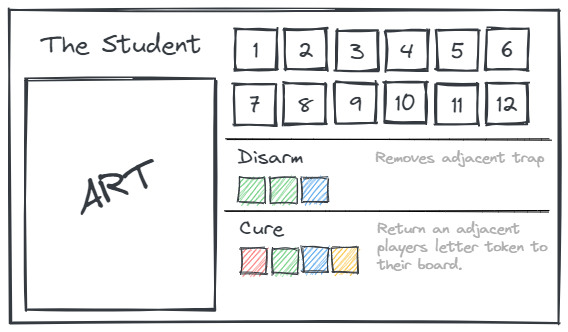 The Student
1 2 3 4 5 6
7 8 9 10 11 12
ART
Disarm
Removes adjacent trap
Cure
Return an adjacent
players letter token to
their board.